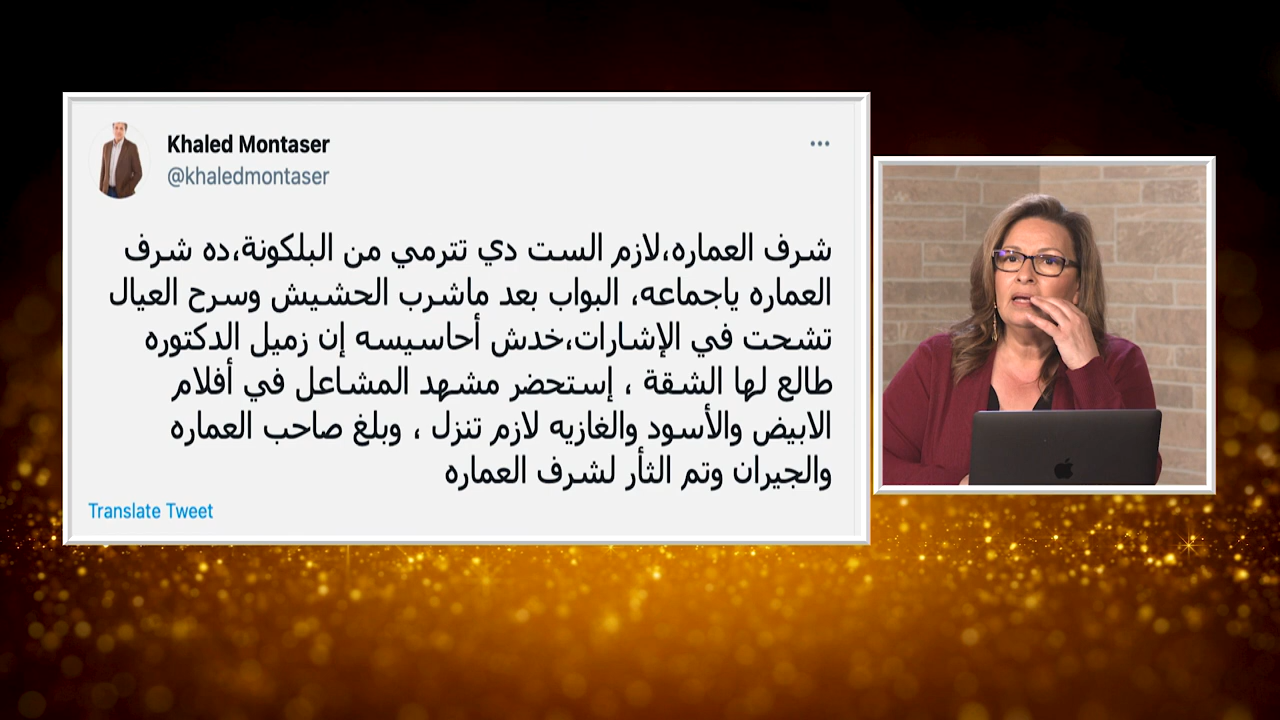 Khaled Montaser
@khaledmontaser
شرف العماره،لازم الست دي تترمي من البلكونة،ده شرف
العماره ياجماعه، البواب بعد ماشرب الحشيش وسرح العيال
تشحت في الإشارات،خدش أحاسيسه إن زميل الدكتوره
طالع لها الشقة ، إستحضر مشهد المشاعل في أفلام
الابيض والأسود والغازيه لازم تنزل ، وبلغ صاحب العماره
والجيران وتم الثأر لشرف العماره
Translate Tweet